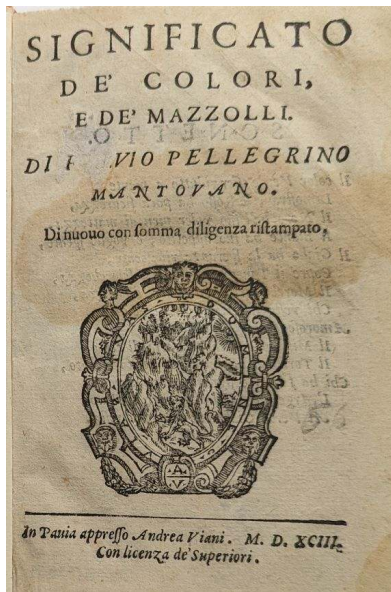 SIGNIFICATO
DE' COLORI,
E DE' MAZZOLLI.
DI VIO PELLEGRINO
MANTOVANO.
Di nuouo con somma diligenza ristampato.
A
V
In Pauia appresso Andrea Viani. M. D. XCIII.
Con licenza de' Superiori.